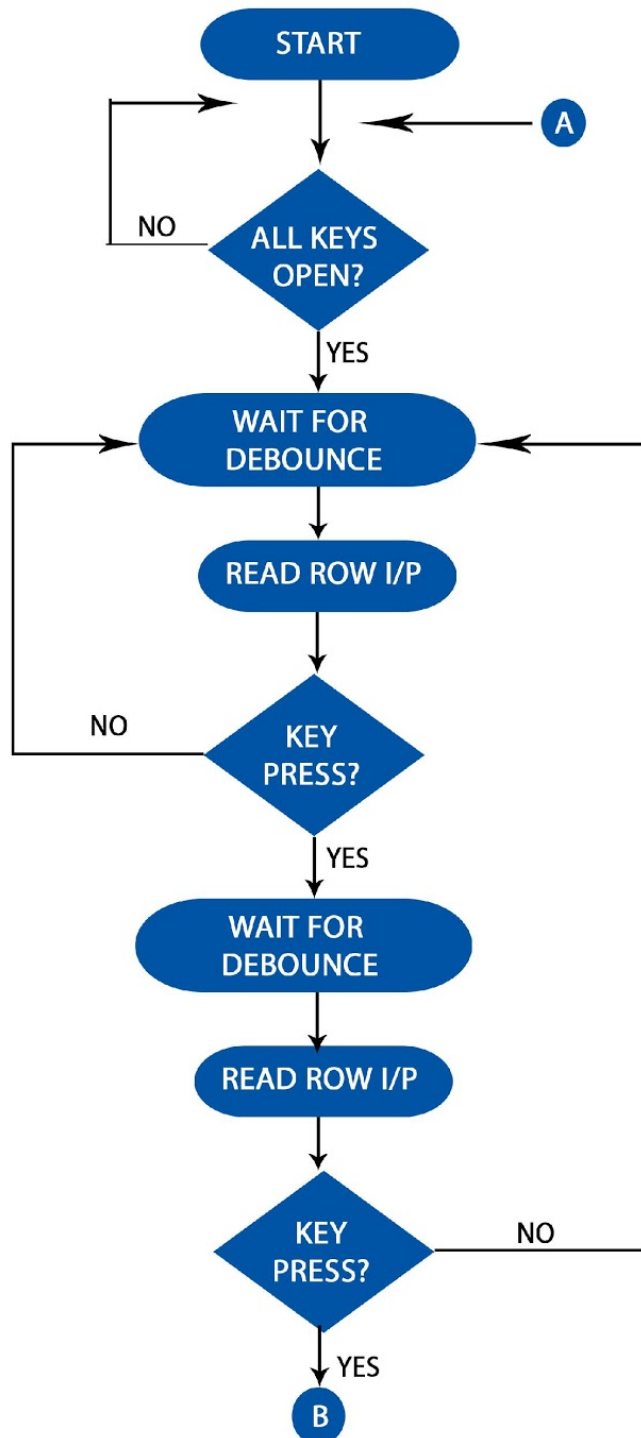 START
A
NO
ALL KEYS
OPEN?
YES
WAIT FOR
DEBOUNCE
READ ROW I/P
NO
KEY
PRESS?
YES
WAIT FOR
DEBOUNCE
READ ROW I/P
KEY
PRESS?
NO
YES
B